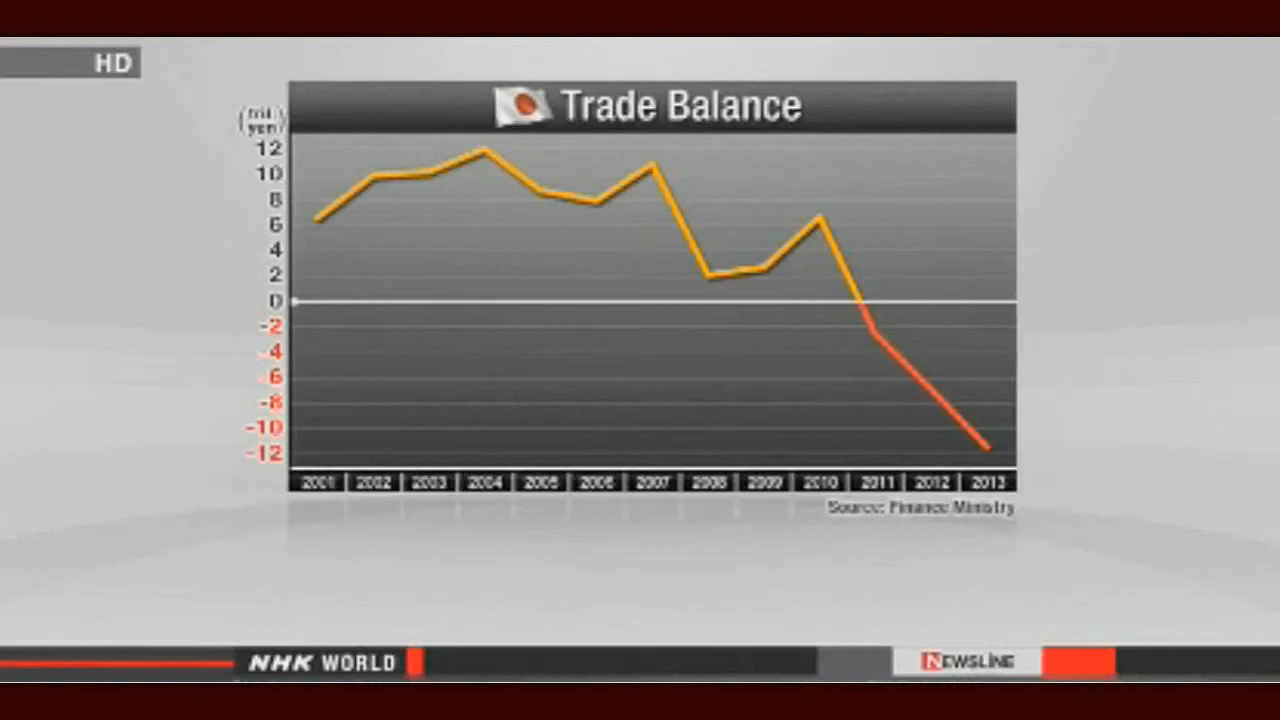 HD
Trade Balance
(tril.
yen)
12
10
8
6
4
2
0
-2
-4
-6
-8
-10
-12
2001 2002 2003 2004 2005 2006 2007 2008 2009 2010 2011 2012 2013
Source: Finance Ministry
NHK WORLD
NEWSLINE